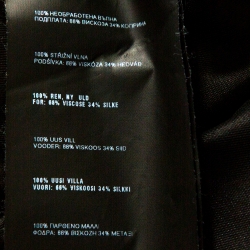 100% НЕОБРАБОТЕНА ВЪЛНА
ПОДПЛАТА: 66% ВИСКОЗА 34% КОПРИНА
100% STŘIŽNÍ VLNA
PODŠÍVKA: 66% VISKÓZA 34% HEDVÁB
100% REN, NY ULD
FOR: 66% VISCOSE 34% SILKE
100% UUS VILL
VOODER: 66% VISKOOS 34% SIID
100% UUSI VILLA
VUORI: 66% VISKOOSI 34% SILKKI
100% ΠΑΡΘΕΝΟ ΜΑΛΛΙ
ΦΟΔΡΑ: 66% ΒΙΣΚΟΖΗ 34% ΜΕΤΑΞΙ